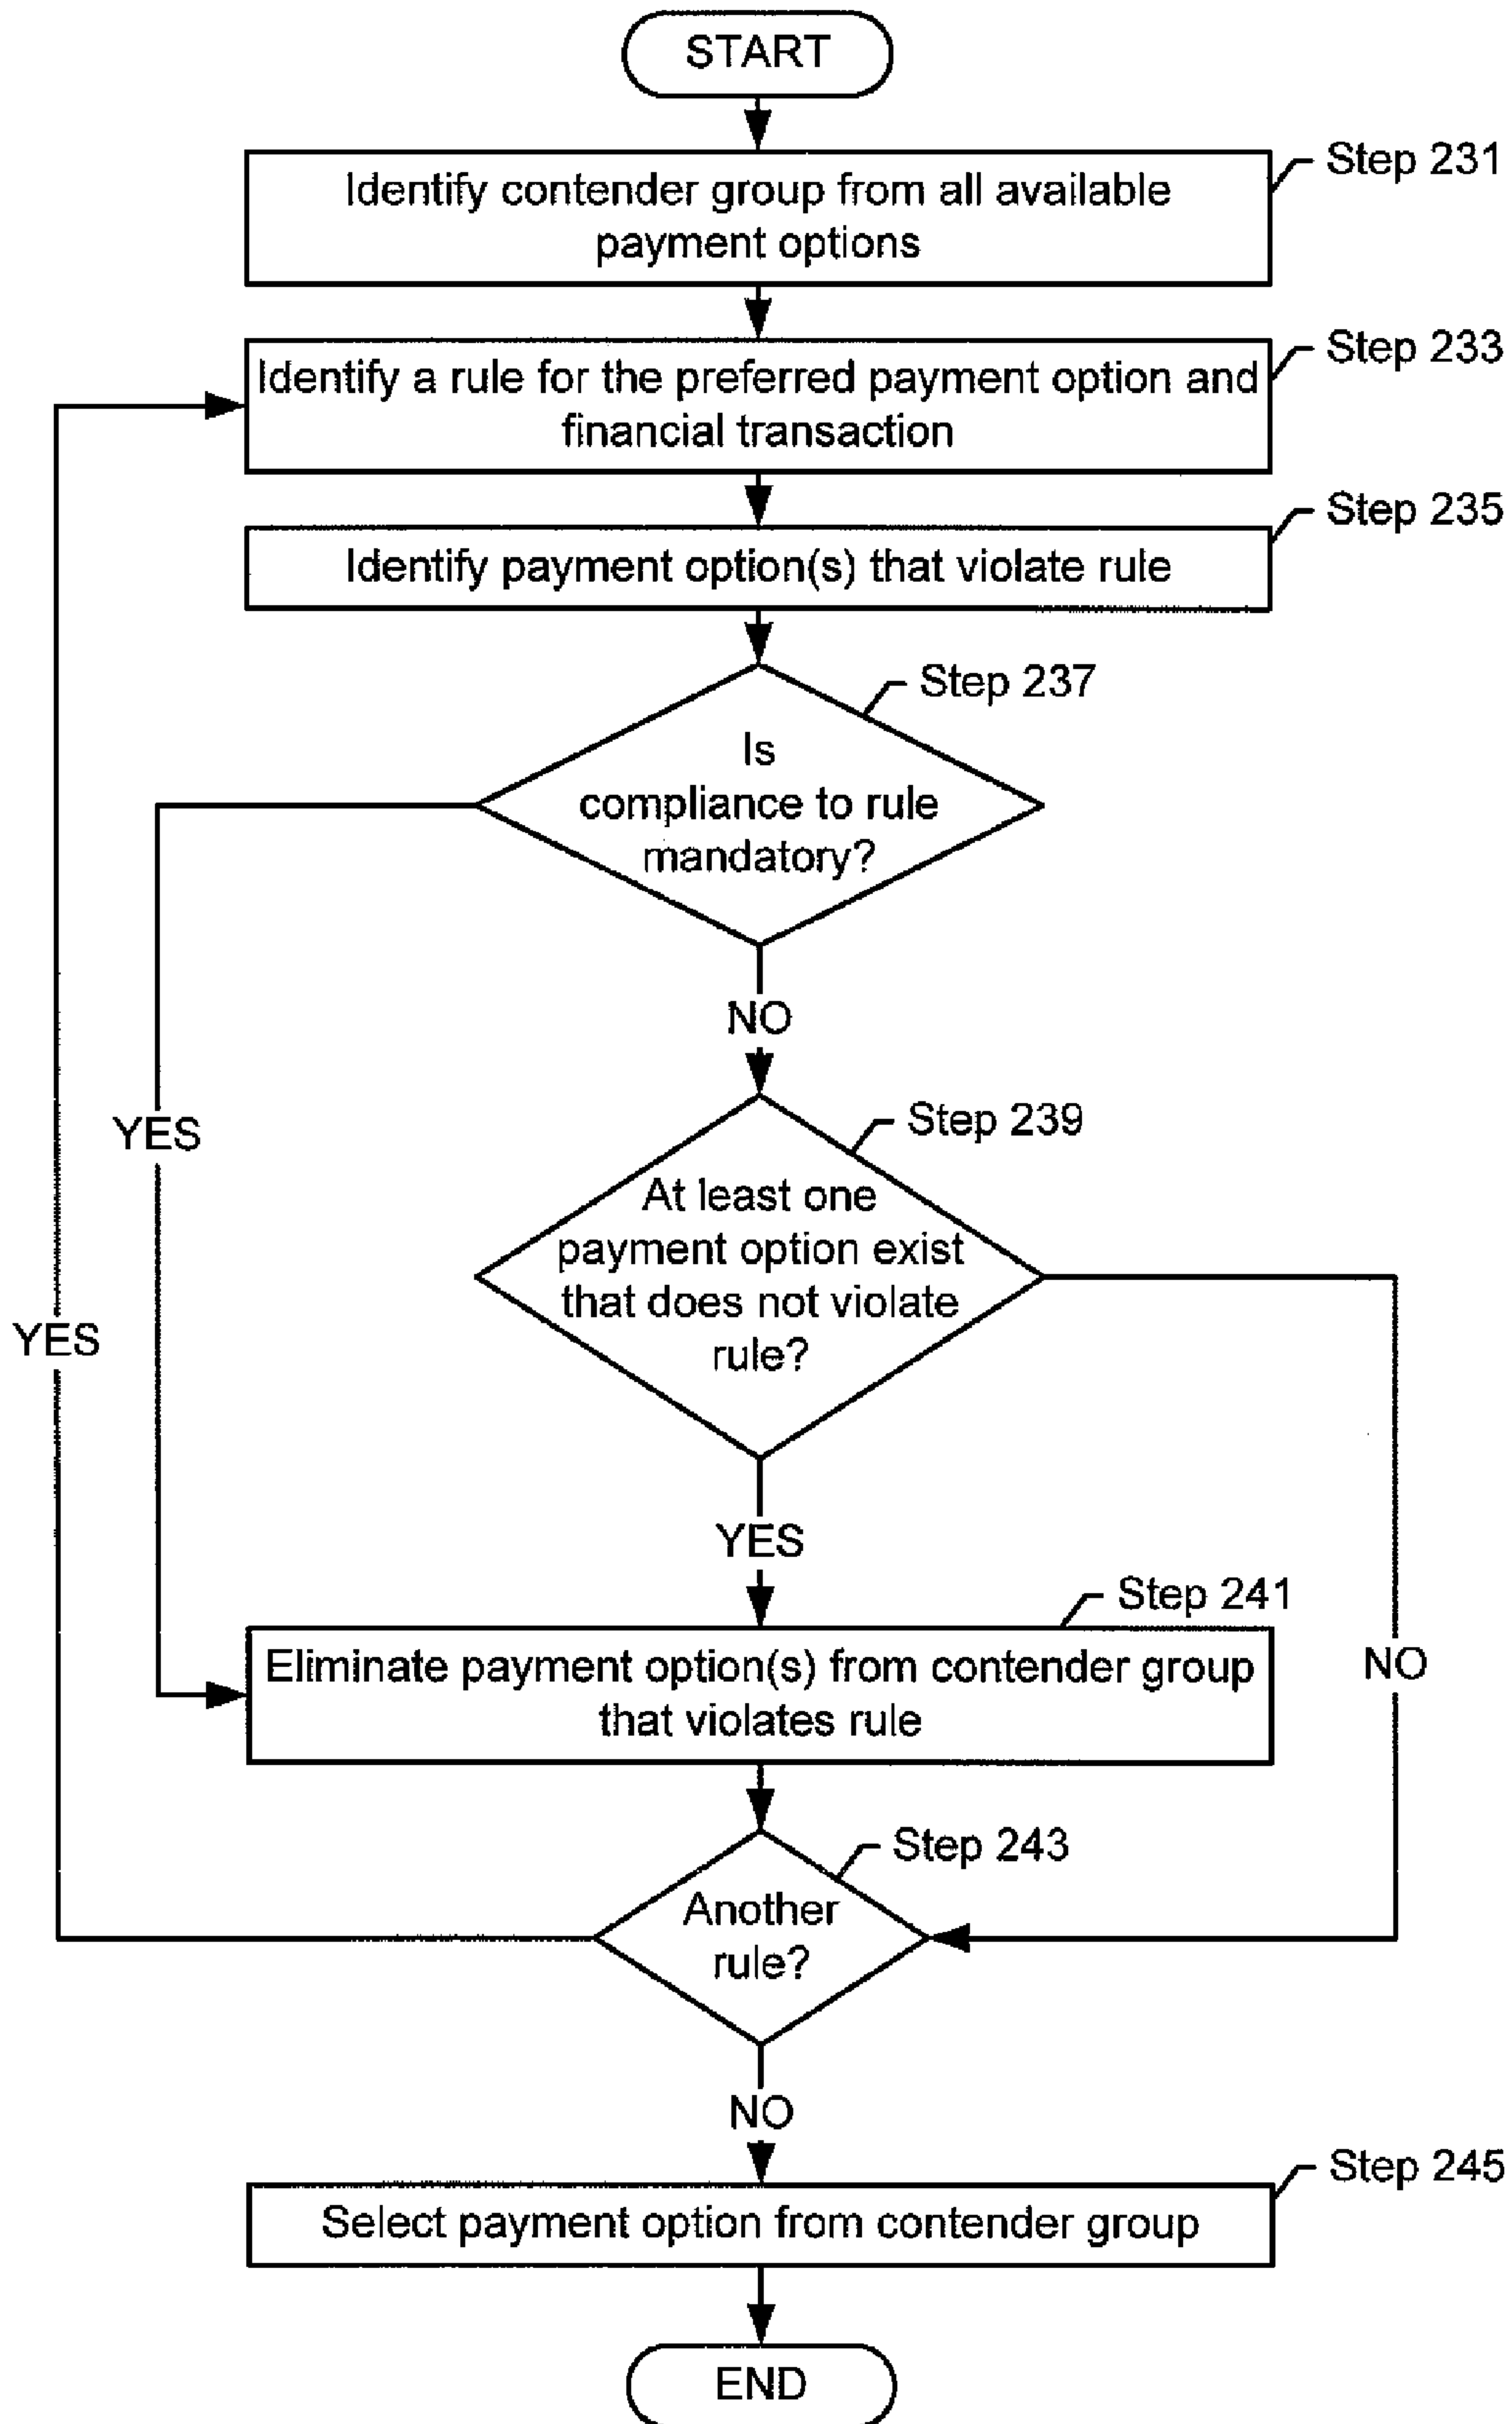 START
Step 231
Identify contender group from all available
payment options
Step 233
Identify a rule for the preferred payment option and
financial transaction
Step 235
Identify payment option(s) that violate rule
Step 237
Is
compliance to rule
mandatory?
NO
YES
Step 239
At least one
payment option exist
that does not violate
rule?
YES
YES
Step 241
Eliminate payment option(s) from contender group
that violates rule
NO
Step 243
Another
rule?
NO
Step 245
Select payment option from contender group
END